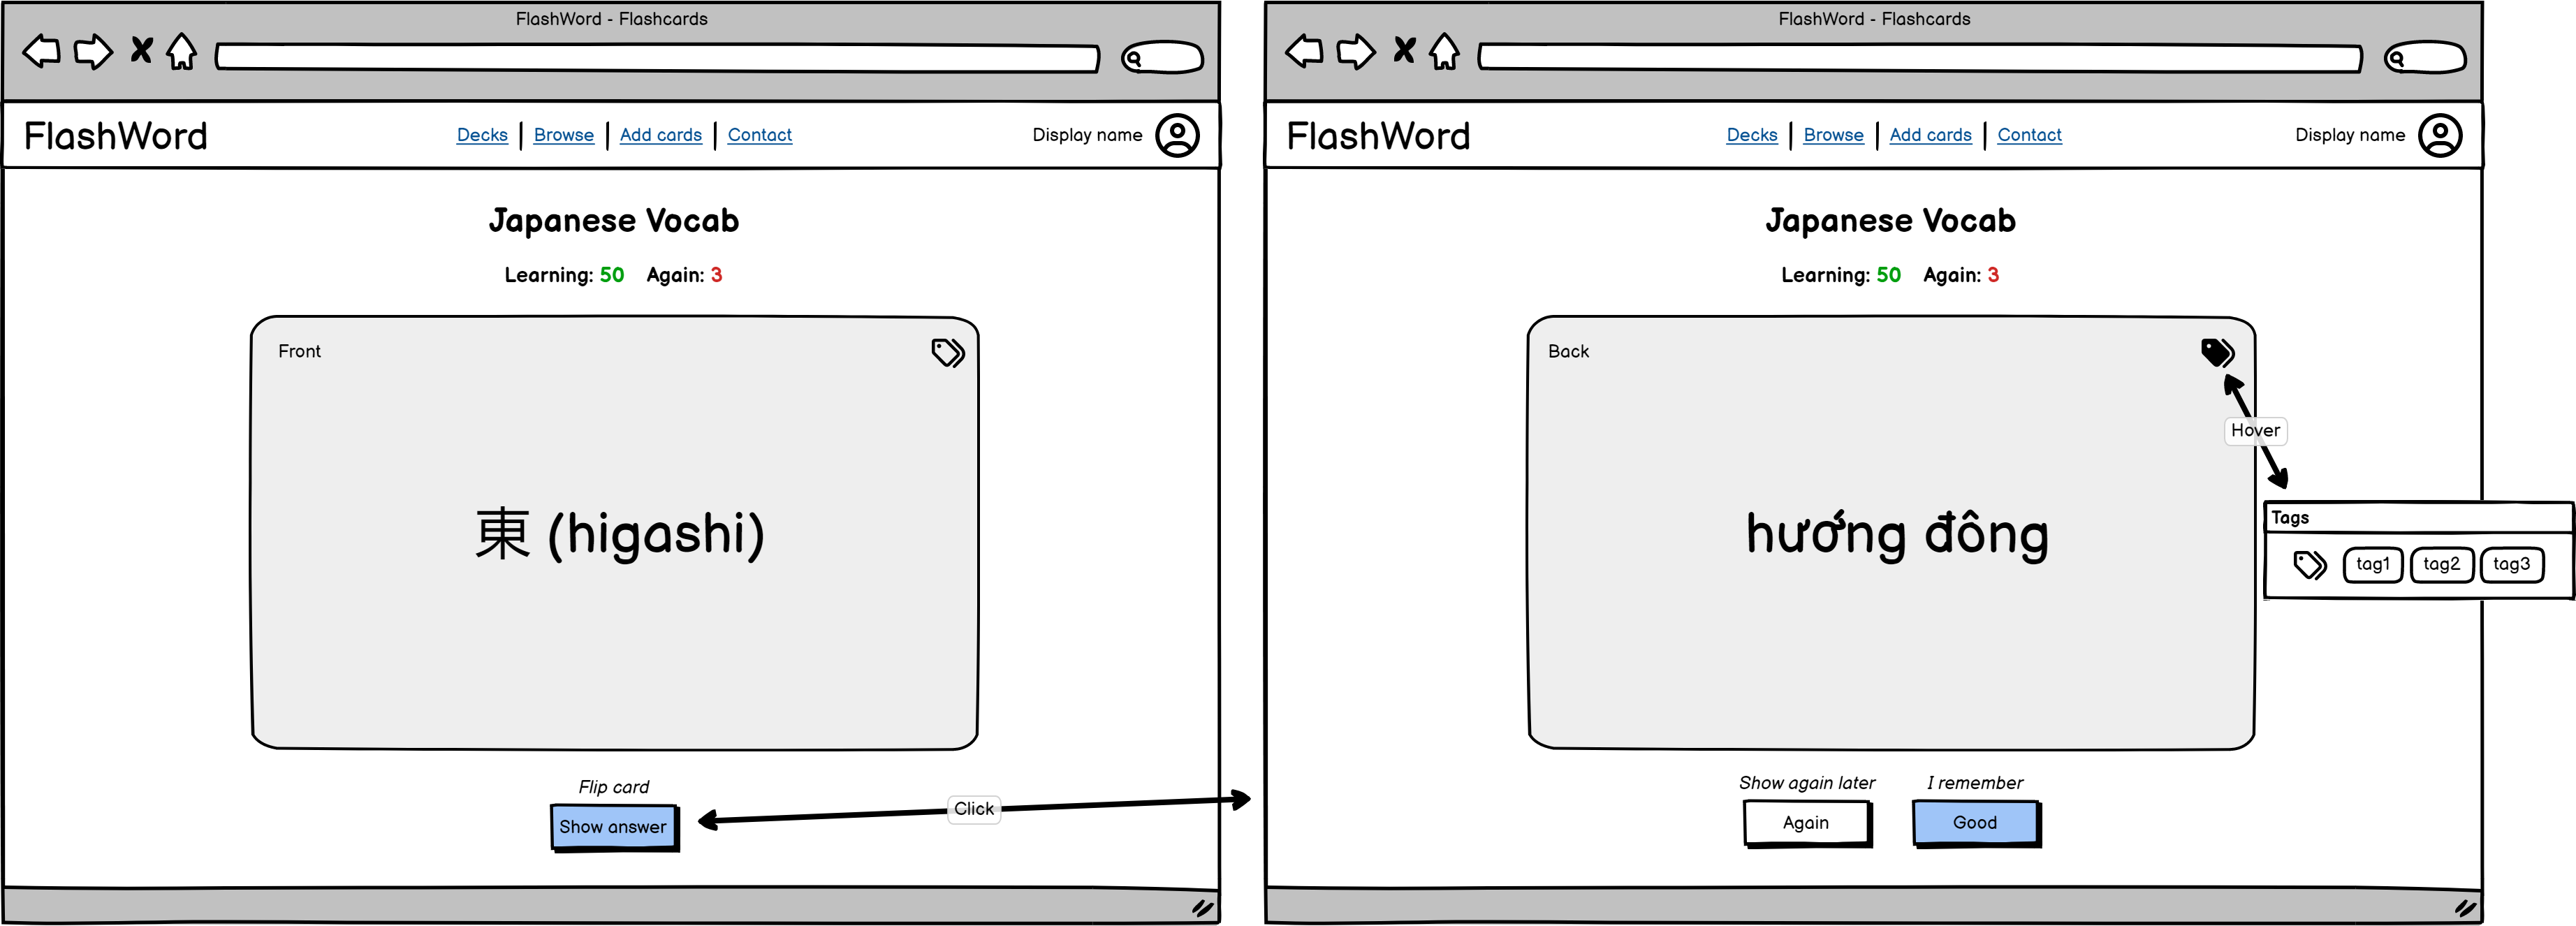 FlashWord - Flashcards
FlashWord
Decks | Browse | Add cards | Contact
Display name
Japanese Vocab
Learning: 50 Again: 3
Front
東 (higashi)
Flip card
Show answer
Click
FlashWord - Flashcards
FlashWord
Decks | Browse | Add cards | Contact
Display name
Japanese Vocab
Learning: 50 Again: 3
Back
Hover
hướng đông
Tags
tag1 tag2 tag3
Show again later I remember
Again Good